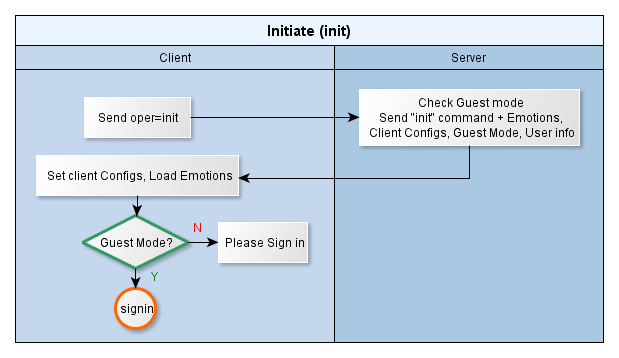 Initiate (init)
Client
Server
Send oper=init
Check Guest mode
Send "init" command + Emotions,
Client Configs, Guest Mode, User info
Set client Configs, Load Emotions
Guest Mode?
N
Please Sign in
Y
signin